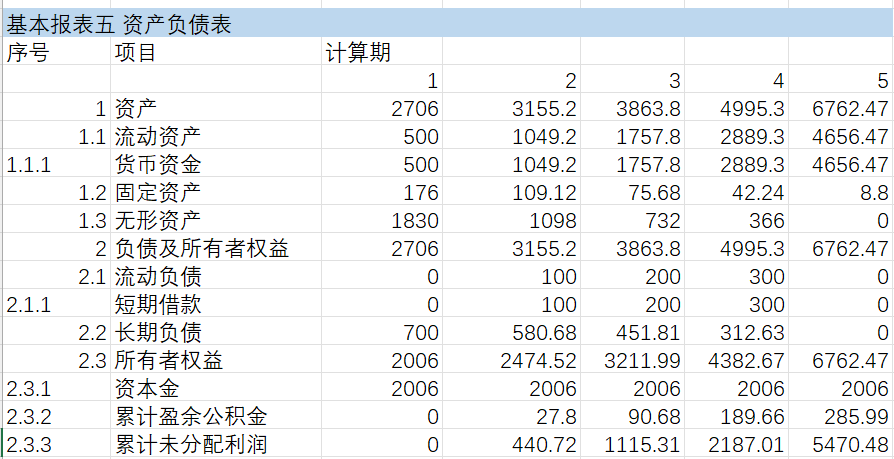 基本报表五 资产负债表
序号 项目 计算期
1 2 3 4 5
1 资产 2706 3155.2 3863.8 4995.3 6762.47
1.1 流动资产 500 1049.2 1757.8 2889.3 4656.47
1.1.1 货币资金 500 1049.2 1757.8 2889.3 4656.47
1.2 固定资产 176 109.12 75.68 42.24 8.8
1.3 无形资产 1830 1098 732 366 0
2 负债及所有者权益 2706 3155.2 3863.8 4995.3 6762.47
2.1 流动负债 0 100 200 300 0
2.1.1 短期借款 0 100 200 300 0
2.2 长期负债 700 580.68 451.81 312.63 0
2.3 所有者权益 2006 2474.52 3211.99 4382.67 6762.47
2.3.1 资本金 2006 2006 2006 2006 2006
2.3.2 累计盈余公积金 0 27.8 90.68 189.66 285.99
2.3.3 累计未分配利润 0 440.72 1115.31 2187.01 5470.48